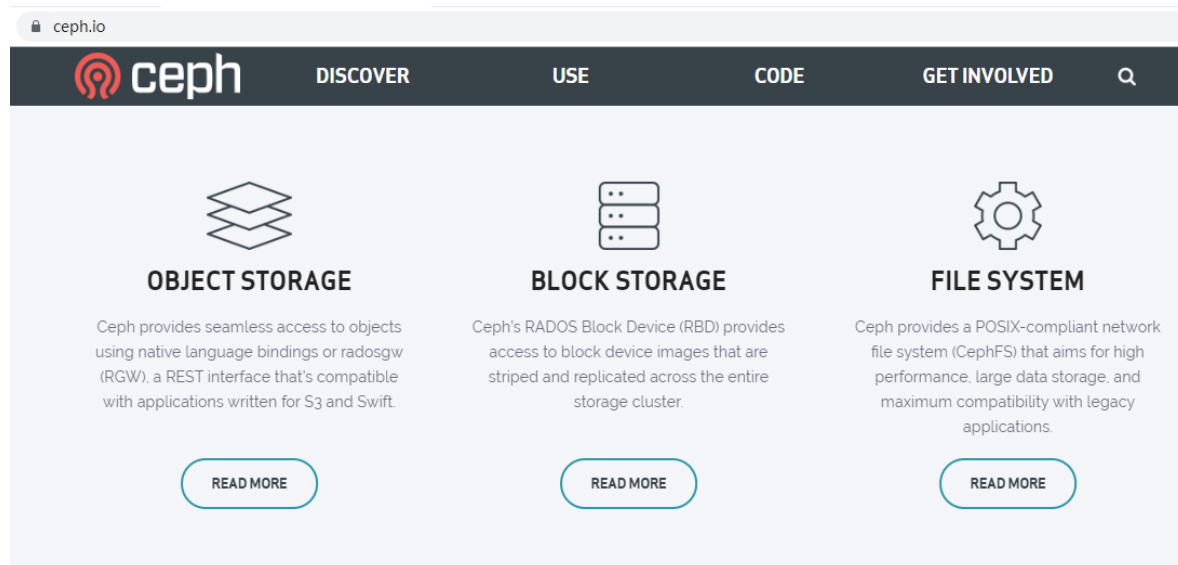 ceph.io
ceph DISCOVER USE CODE GET INVOLVED
OBJECT STORAGE
Ceph provides seamless access to objects
using native language bindings or radosgw
(RGW), a REST interface that's compatible
with applications written for S3 and Swift.
READ MORE
BLOCK STORAGE
Ceph's RADOS Block Device (RBD) provides
access to block device images that are
striped and replicated across the entire
storage cluster.
READ MORE
FILE SYSTEM
Ceph provides a POSIX-compliant network
file system (CephFS) that aims for high
performance, large data storage, and
maximum compatibility with legacy
applications.
READ MORE